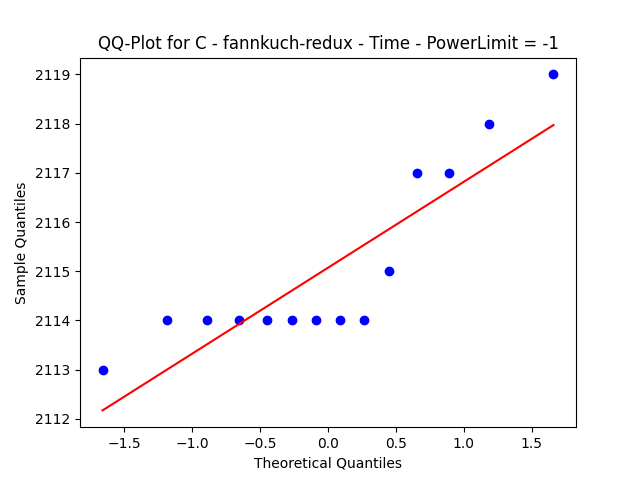 QQ-Plot for C - fannkuch-redux - Time - PowerLimit = -1
2119
2118
2117
2116
2115
2114
2113
2112
Sample Quantiles
−1.5 −1.0 −0.5 0.0 0.5 1.0 1.5
Theoretical Quantiles